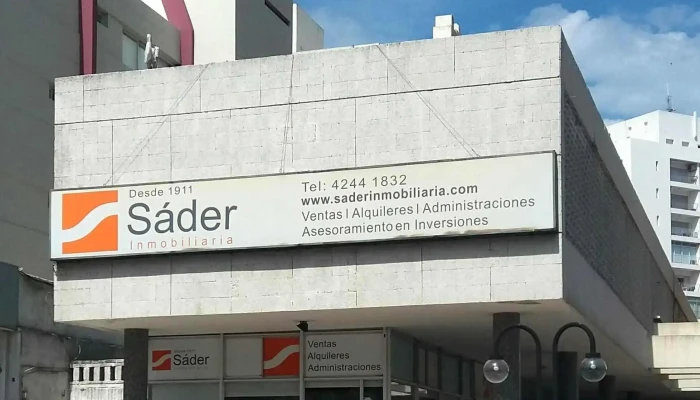 Desde 1911
Sáder
Inmobiliaria
Tel: 4244 1832
www.saderinmobiliaria.com
Ventas | Alquileres | Administraciones
Asesoramiento en Inversiones
Sáder
Ventas
Alquileres
Administraciones